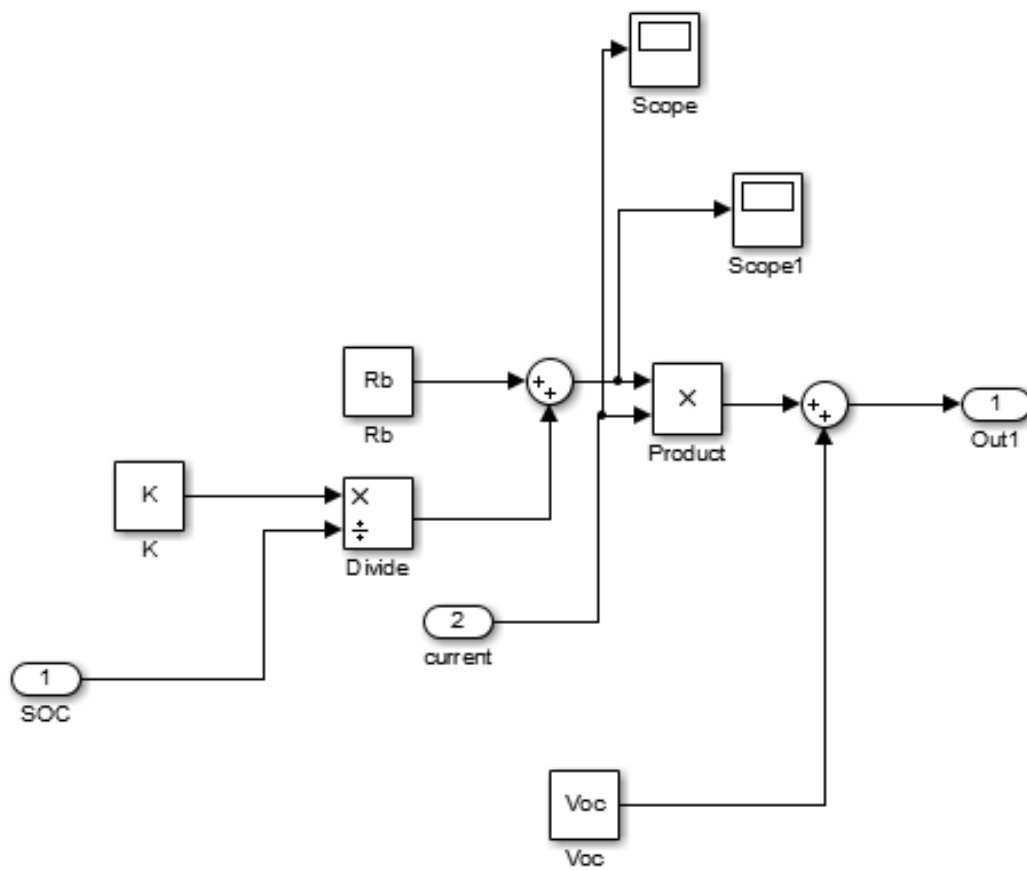 Scope
Scope1
Rb
Rb
×
Product
1
Out1
K
K
×
÷
Divide
2
current
1
SOC
Voc
Voc